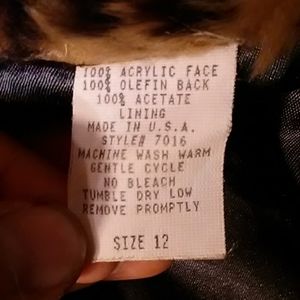 100% ACRYLIC FACE
100% OLEFIN BACK
100% ACETATE
LINING
MADE IN U.S.A.
STYLE# 7016
MACHINE WASH WARM
GENTLE CYCLE
NO BLEACH
TUMBLE DRY LOW
REMOVE PROMPTLY
SIZE 12